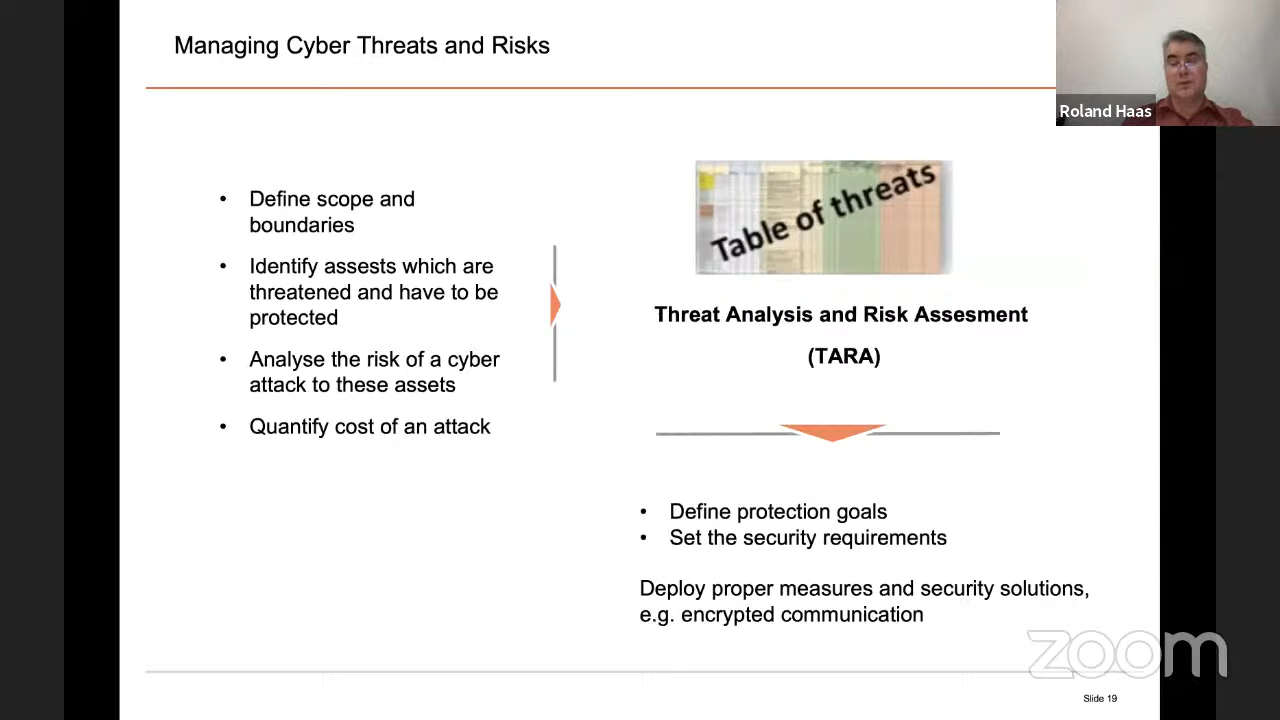 Managing Cyber Threats and Risks
Roland Haas
• Define scope and
boundaries
• Identify assests which are
threatened and have to be
protected
• Analyse the risk of a cyber
attack to these assets
• Quantify cost of an attack
Table of threats
Threat Analysis and Risk Assesment
(TARA)
• Define protection goals
• Set the security requirements
Deploy proper measures and security solutions,
e.g. encrypted communication
zoom
Slide 19